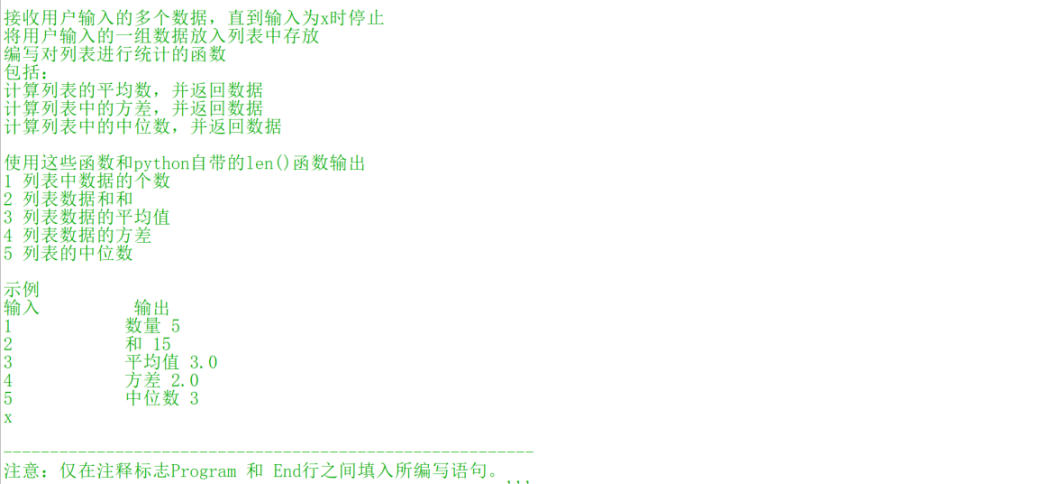 接收用户输入的多个数据，直到输入为x时停止
将用户输入的一组数据放入列表中存放
编写对列表进行统计的函数
包括：
计算列表的平均数，并返回数据
计算列表中的方差，并返回数据
计算列表中的中位数，并返回数据
使用这些函数和python自带的len()函数输出
1 列表中数据的个数
2 列表数据和和
3 列表数据的平均值
4 列表数据的方差
5 列表的中位数
示例
输入 输出
1 数量 5
2 和 15
3 平均值 3.0
4 方差 2.0
5 中位数 3
x
----------------------------------------------------------
注意：仅在注释标志Program 和 End行之间填入所编写语句。
'''